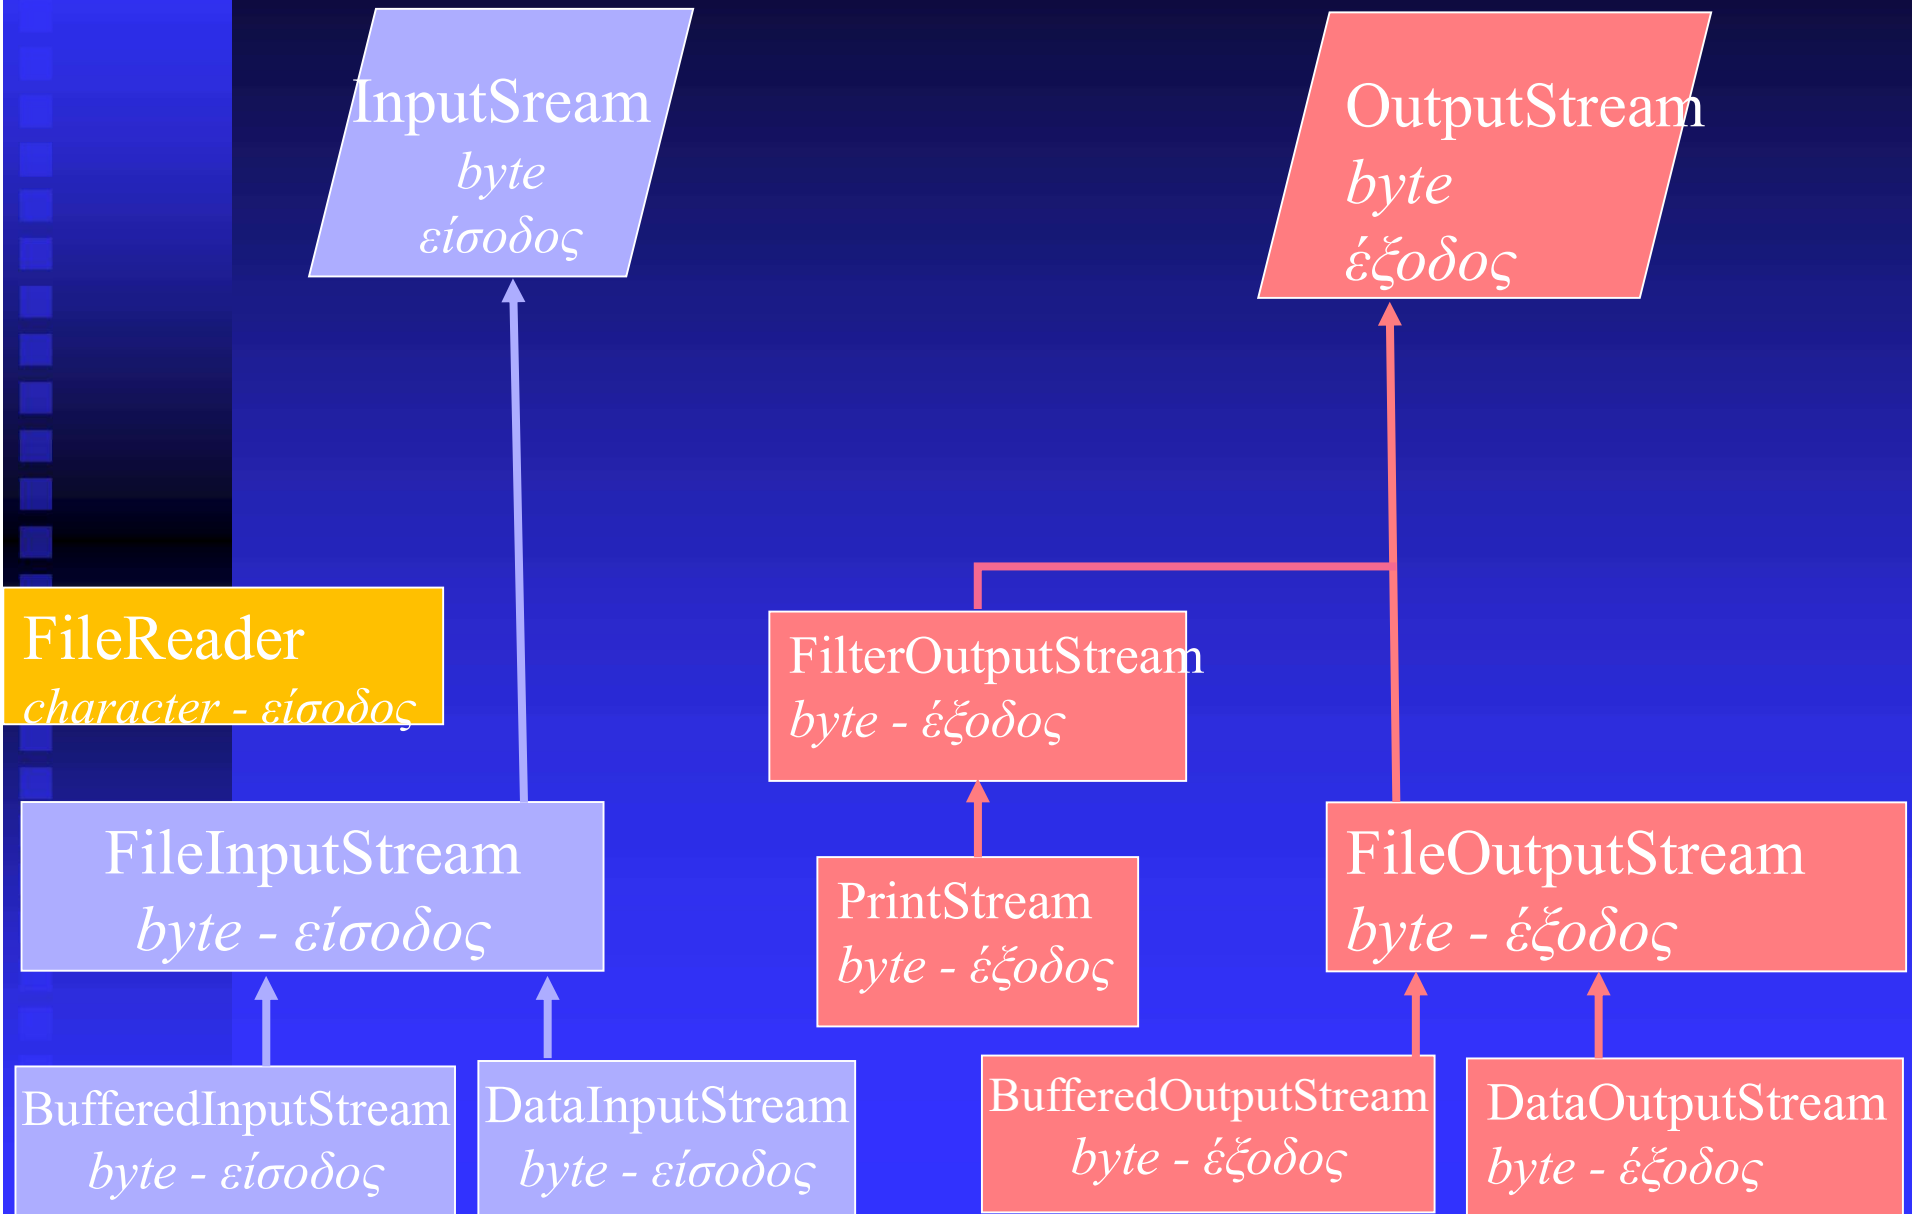 InputSream
byte
είσοδος
OutputStream
byte
έξοδος
FileReader
character - είσοδος
FilterOutputStream
byte - έξοδος
FileInputStream
byte - είσοδος
PrintStream
byte - έξοδος
FileOutputStream
byte - έξοδος
BufferedInputStream
byte - είσοδος
DataInputStream
byte - είσοδος
BufferedOutputStream
byte - έξοδος
DataOutputStream
byte - έξοδος